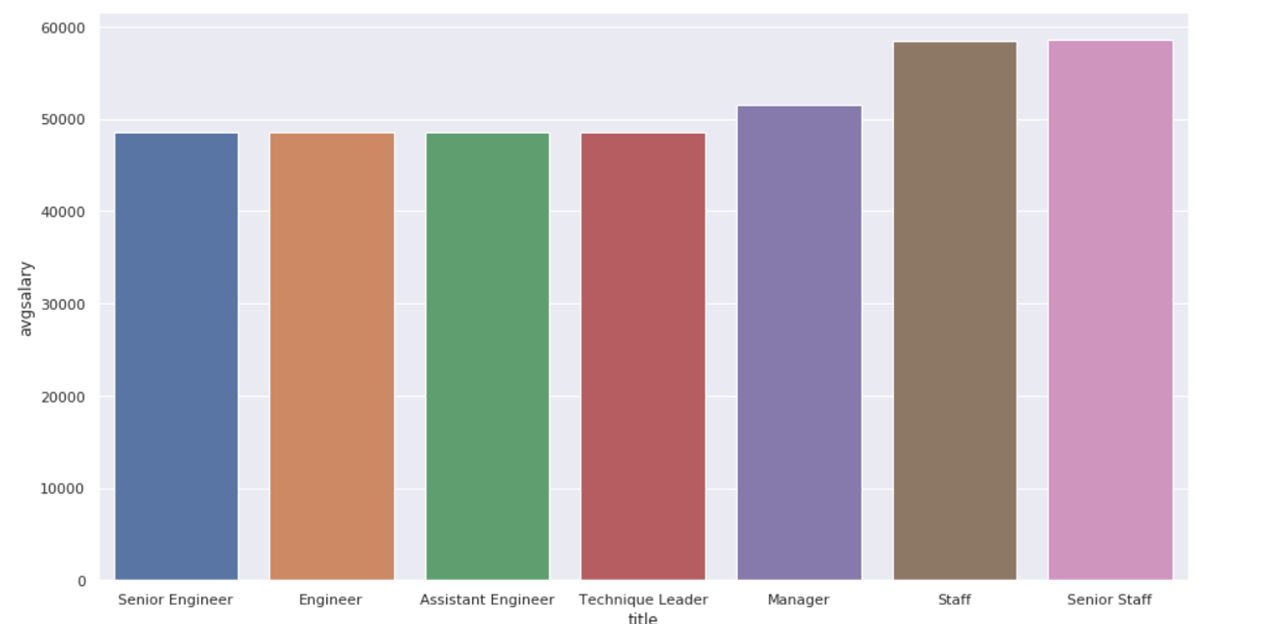 60000
50000
40000
30000
20000
10000
0
avgsalary
Senior Engineer Engineer Assistant Engineer Technique Leader Manager Staff Senior Staff
title